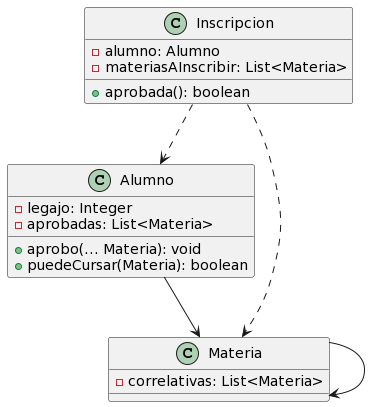 C Inscripcion
alumno: Alumno
materiasAInscribir: List<Materia>
aprobada(): boolean
C Alumno
legajo: Integer
aprobadas: List<Materia>
aprobo(... Materia): void
puedeCursar(Materia): boolean
C Materia
correlativas: List<Materia>